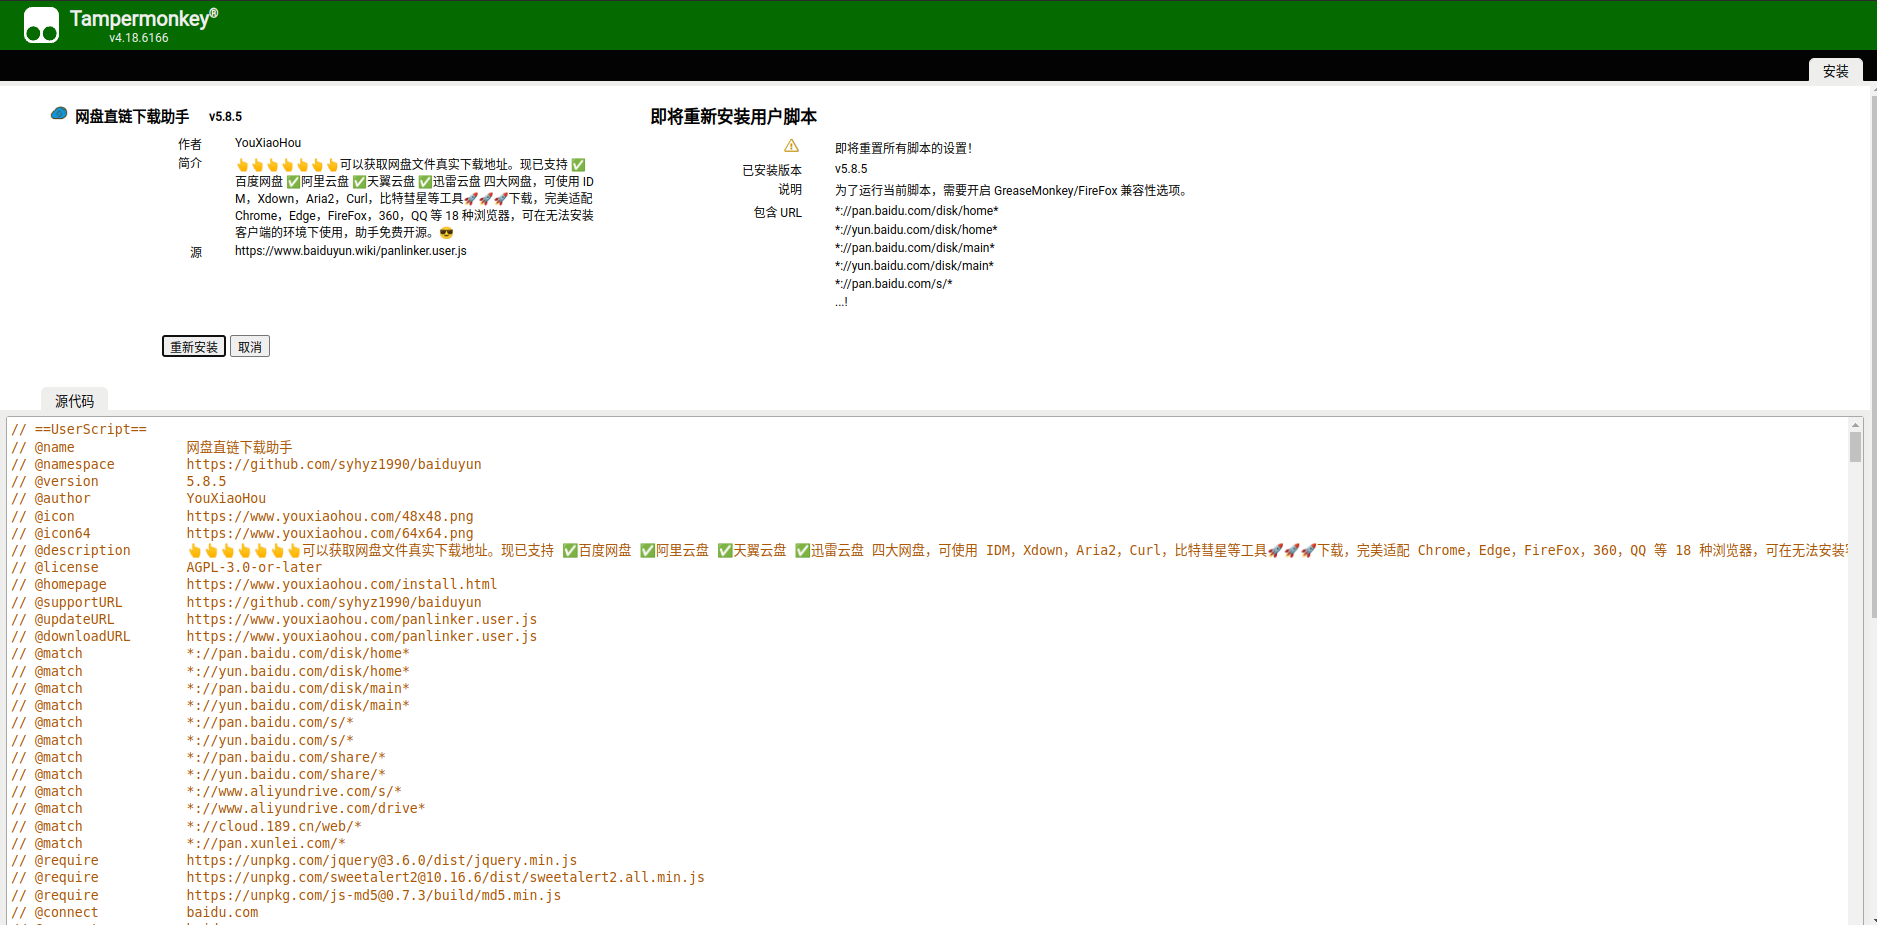 Tampermonkey®
v4.18.6166
安装
网盘直链下载助手 v5.8.5
作者 YouXiaoHou
简介 👆👆👆👆👆👆👆可以获取网盘文件真实下载地址。现已支持 ✅
百度网盘 ✅阿里云盘 ✅天翼云盘 ✅迅雷云盘 四大网盘，可使用 ID
M，Xdown，Aria2，Curl，比特彗星等工具🚀🚀🚀下载，完美适配
Chrome，Edge，FireFox，360，QQ 等 18 种浏览器，可在无法安装
客户端的环境下使用，助手免费开源。😎
源 https://www.baiduyun.wiki/panlinker.user.js
即将重新安装用户脚本
即将重置所有脚本的设置！
已安装版本 v5.8.5
说明 为了运行当前脚本，需要开启 GreaseMonkey/FireFox 兼容性选项。
包含 URL *://pan.baidu.com/disk/home*
*://yun.baidu.com/disk/home*
*://pan.baidu.com/disk/main*
*://yun.baidu.com/disk/main*
*://pan.baidu.com/s/*
...!
重新安装 取消
源代码
// ==UserScript==
// @name 网盘直链下载助手
// @namespace https://github.com/syhyz1990/baiduyun
// @version 5.8.5
// @author YouXiaoHou
// @icon https://www.youxiaohou.com/48x48.png
// @icon64 https://www.youxiaohou.com/64x64.png
// @description 👆👆👆👆👆👆👆可以获取网盘文件真实下载地址。现已支持 ✅百度网盘 ✅阿里云盘 ✅天翼云盘 ✅迅雷云盘 四大网盘，可使用 IDM，Xdown，Aria2，Curl，比特彗星等工具🚀🚀🚀下载，完美适配 Chrome，Edge，FireFox，360，QQ 等 18 种浏览器，可在无法安装
// @license AGPL-3.0-or-later
// @homepage https://www.youxiaohou.com/install.html
// @supportURL https://github.com/syhyz1990/baiduyun
// @updateURL https://www.youxiaohou.com/panlinker.user.js
// @downloadURL https://www.youxiaohou.com/panlinker.user.js
// @match *://pan.baidu.com/disk/home*
// @match *://yun.baidu.com/disk/home*
// @match *://pan.baidu.com/disk/main*
// @match *://yun.baidu.com/disk/main*
// @match *://pan.baidu.com/s/*
// @match *://yun.baidu.com/s/*
// @match *://pan.baidu.com/share/*
// @match *://yun.baidu.com/share/*
// @match *://www.aliyundrive.com/s/*
// @match *://www.aliyundrive.com/drive*
// @match *://cloud.189.cn/web/*
// @match *://pan.xunlei.com/*
// @require https://unpkg.com/jquery@3.6.0/dist/jquery.min.js
// @require https://unpkg.com/sweetalert2@10.16.6/dist/sweetalert2.all.min.js
// @require https://unpkg.com/js-md5@0.7.3/build/md5.min.js
// @connect baidu.com